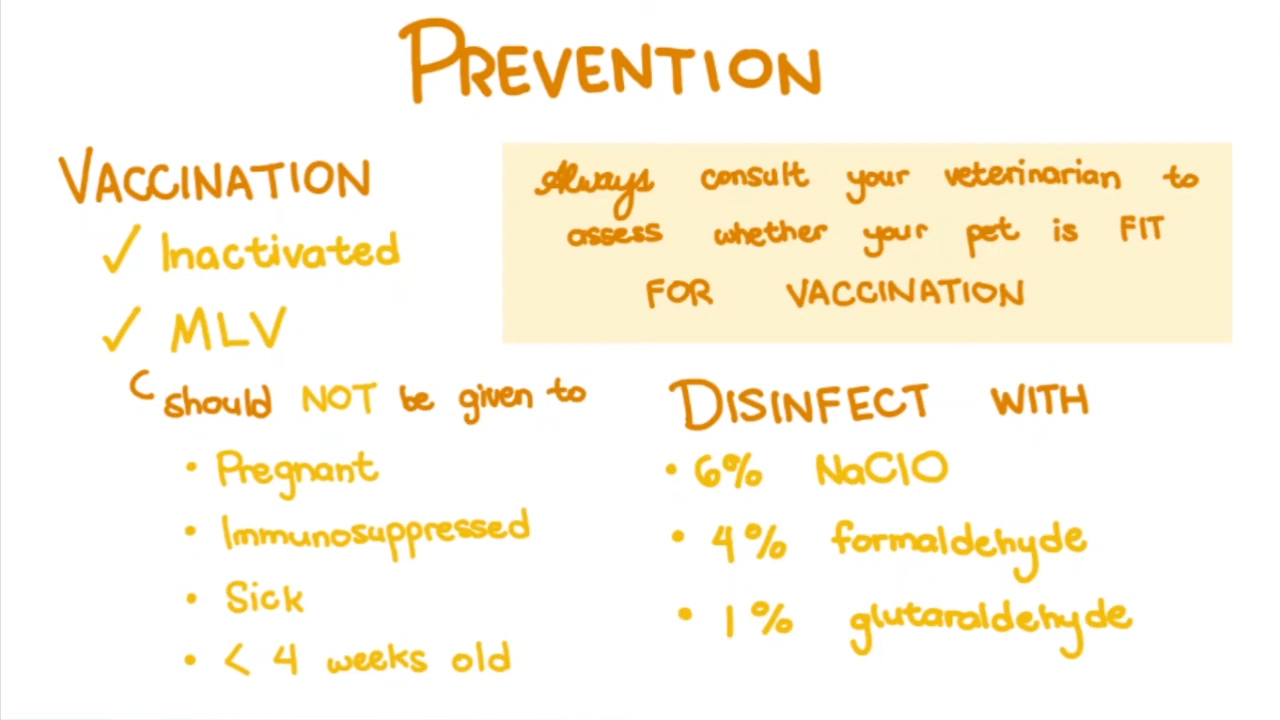 PREVENTION
VACCINATION
✓ Inactivated
✓ MLV
should NOT be given to
• Pregnant
• Immunosuppressed
• Sick
• < 4 weeks old
Always consult your veterinarian to
assess whether your pet is FIT
FOR VACCINATION
DISINFECT WITH
• 6% NaClO
• 4% formaldehyde
• 1% glutaraldehyde